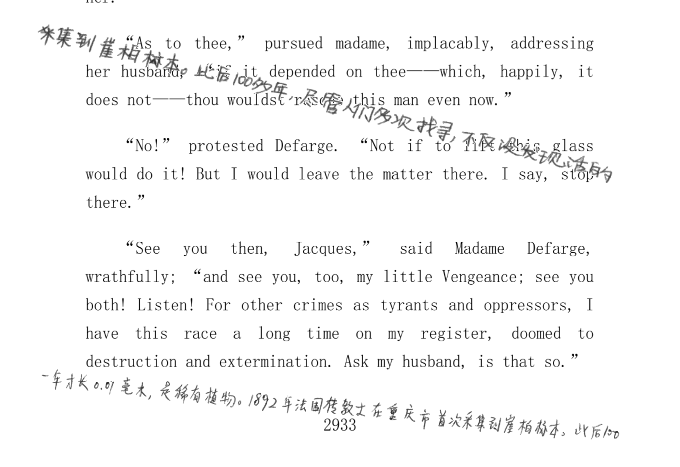 her.
“As to thee,” pursued madame, implacably, addressing
采集到崖柏标本。此后100多年,尽管人们多次找寻,不仅没发现活的
her husband, “if it depended on thee——which, happily, it
does not——thou wouldst rescue this man even now.”
“No!” protested Defarge. “Not if to lift this glass
would do it! But I would leave the matter there. I say, stop
there.”
“See you then, Jacques,” said Madame Defarge,
wrathfully; “and see you, too, my little Vengeance; see you
both! Listen! For other crimes as tyrants and oppressors, I
have this race a long time on my register, doomed to
destruction and extermination. Ask my husband, is that so.”
一年才长0.01毫米,是稀有植物。1892年法国传教士在重庆市首次采集到崖柏标本。此后100
2933